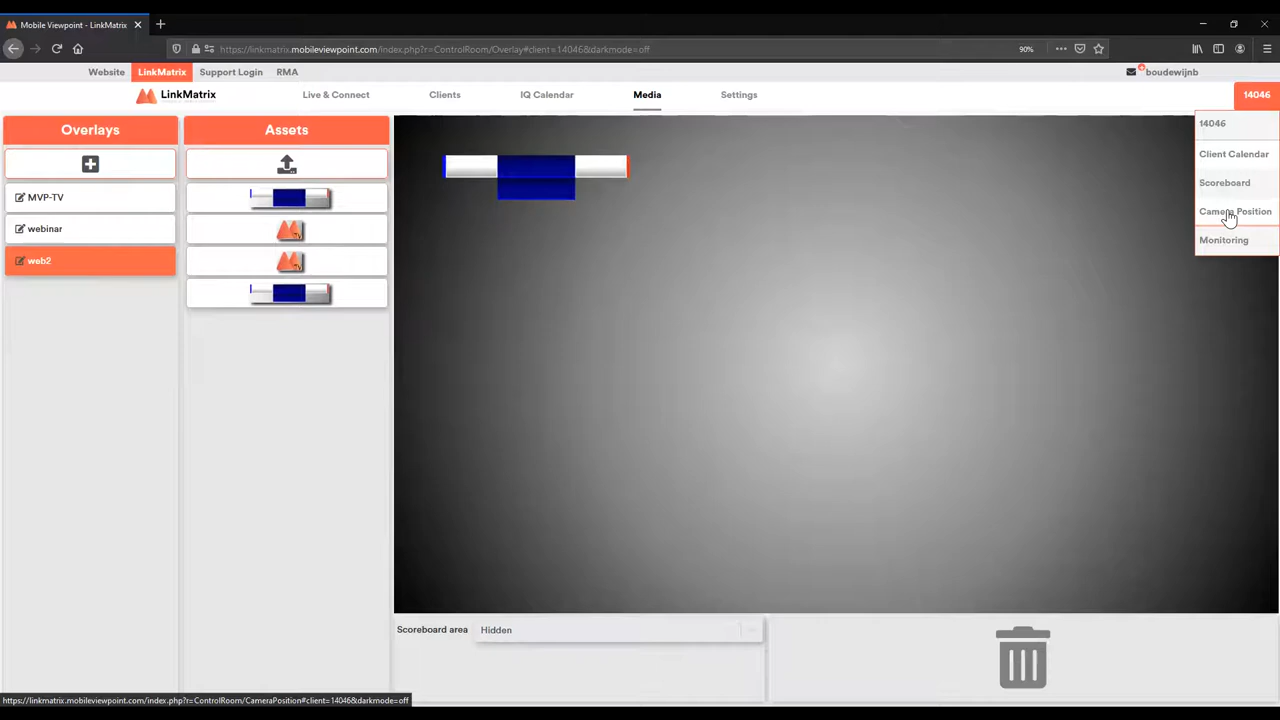 Mobile Viewpoint - LinkMatrix
https://linkmatrix.mobileviewpoint.com/index.php?r=ControlRoom/Overlay#client=14046&darkmode=off
90%
Website
LinkMatrix
Support Login
RMA
boudewijnb
LinkMatrix
Live & Connect
Clients
IQ Calendar
Media
Settings
14046
Overlays
Assets
14046
Client Calendar
Scoreboard
Camera Position
Monitoring
MVP-TV
webinar
web2
Scoreboard area
Hidden
https://linkmatrix.mobileviewpoint.com/index.php?r=ControlRoom/CameraPosition#client=14046&darkmode=off